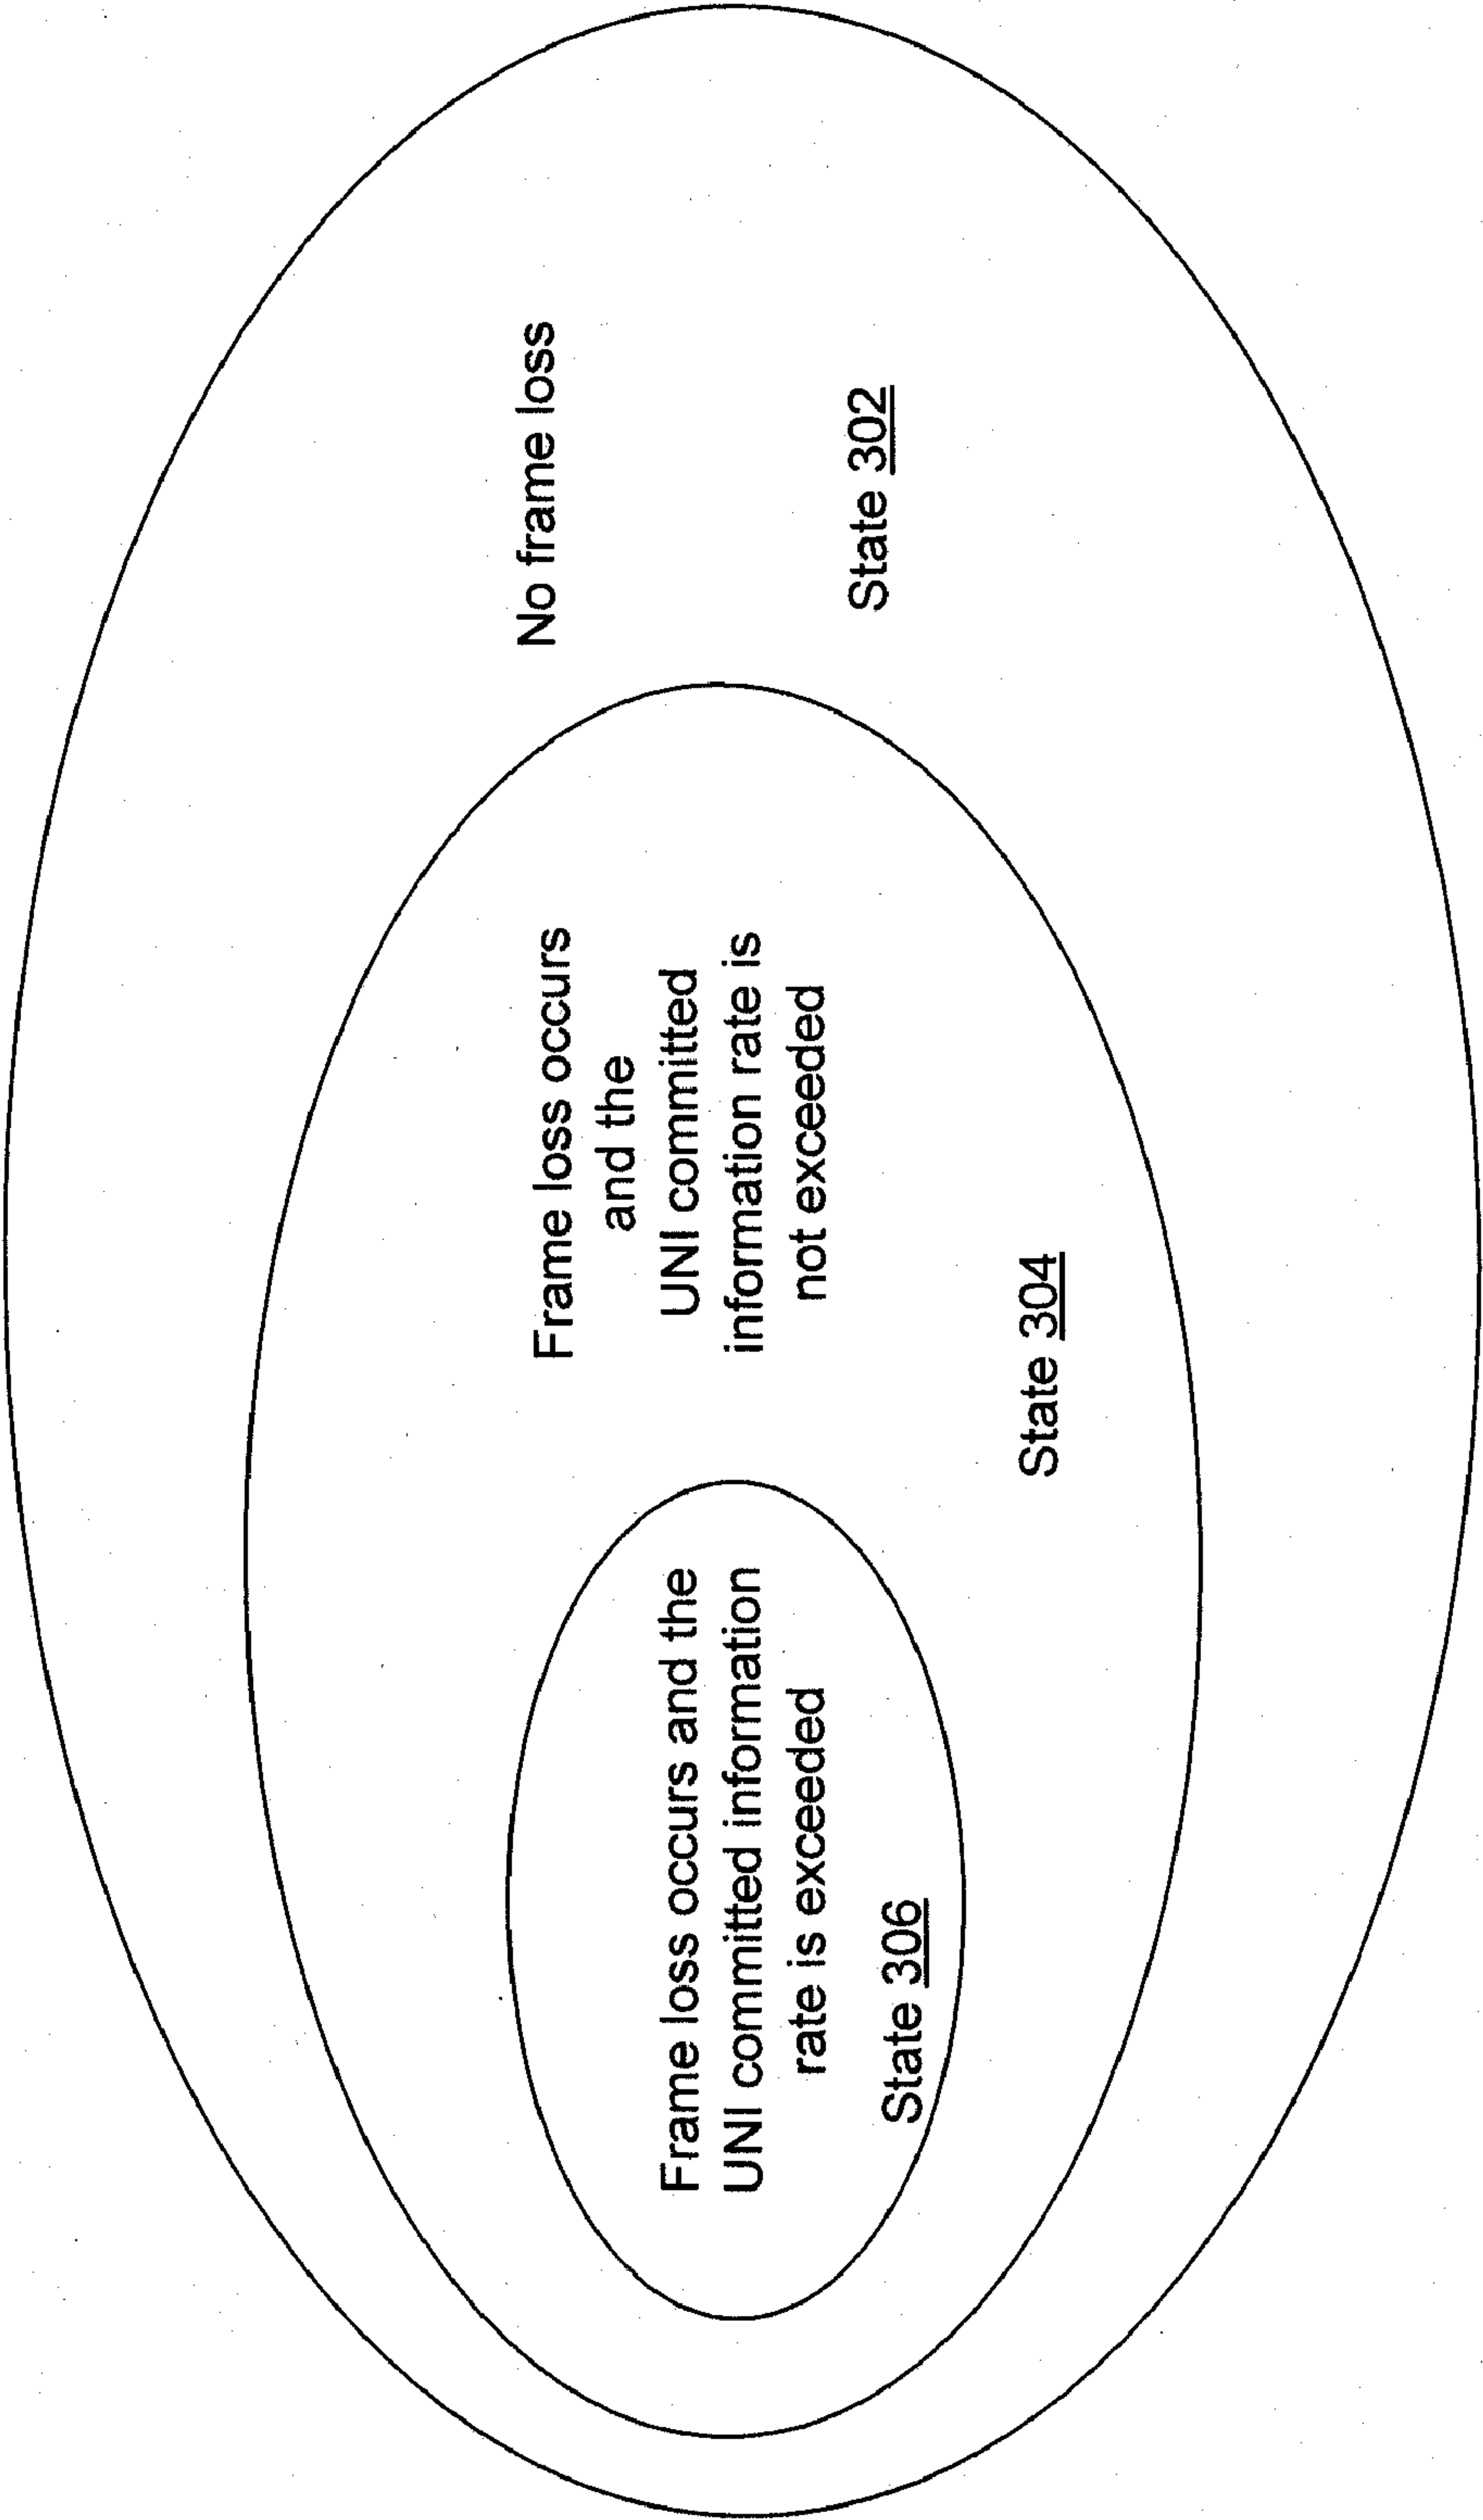 Frame loss occurs and the
UNI committed information
rate is exceeded
State 306
Frame loss occurs
and the
UNI committed
information rate is
not exceeded
State 304
No frame loss
State 302